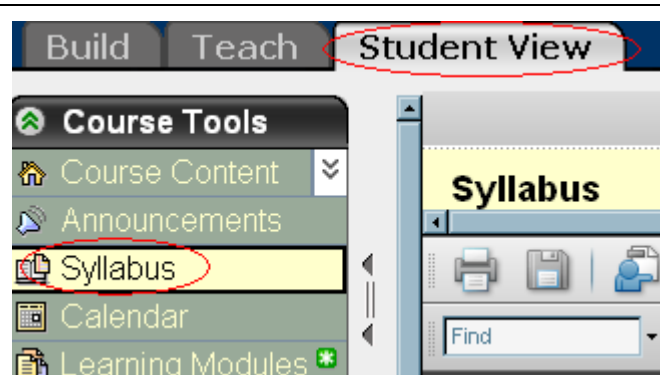 Build Teach Student View
Course Tools
Course Content
Announcements
Syllabus
Calendar
Learning Modules
Syllabus
Find